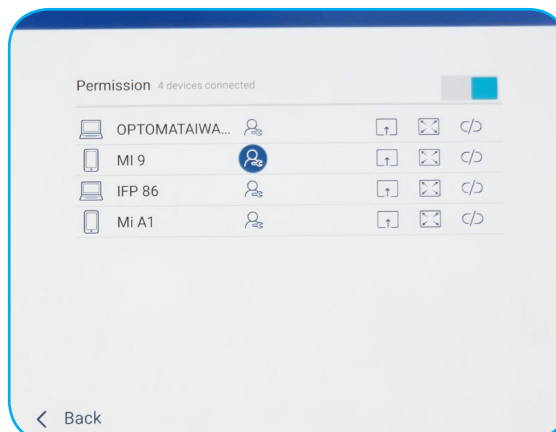 Permission 4 devices connected
OPTOMATAIWA...
MI 9
IFP 86
Mi A1
Back